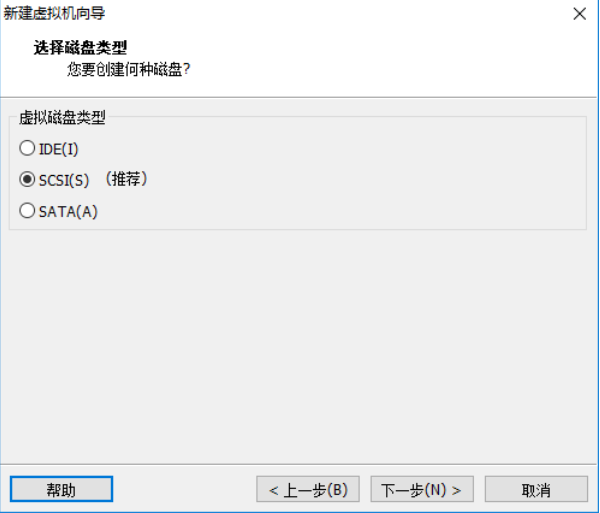 新建虚拟机向导
选择磁盘类型
您要创建何种磁盘?
虚拟磁盘类型
IDE(I)
SCSI(S) （推荐）
SATA(A)
帮助 < 上一步(B) 下一步(N) > 取消